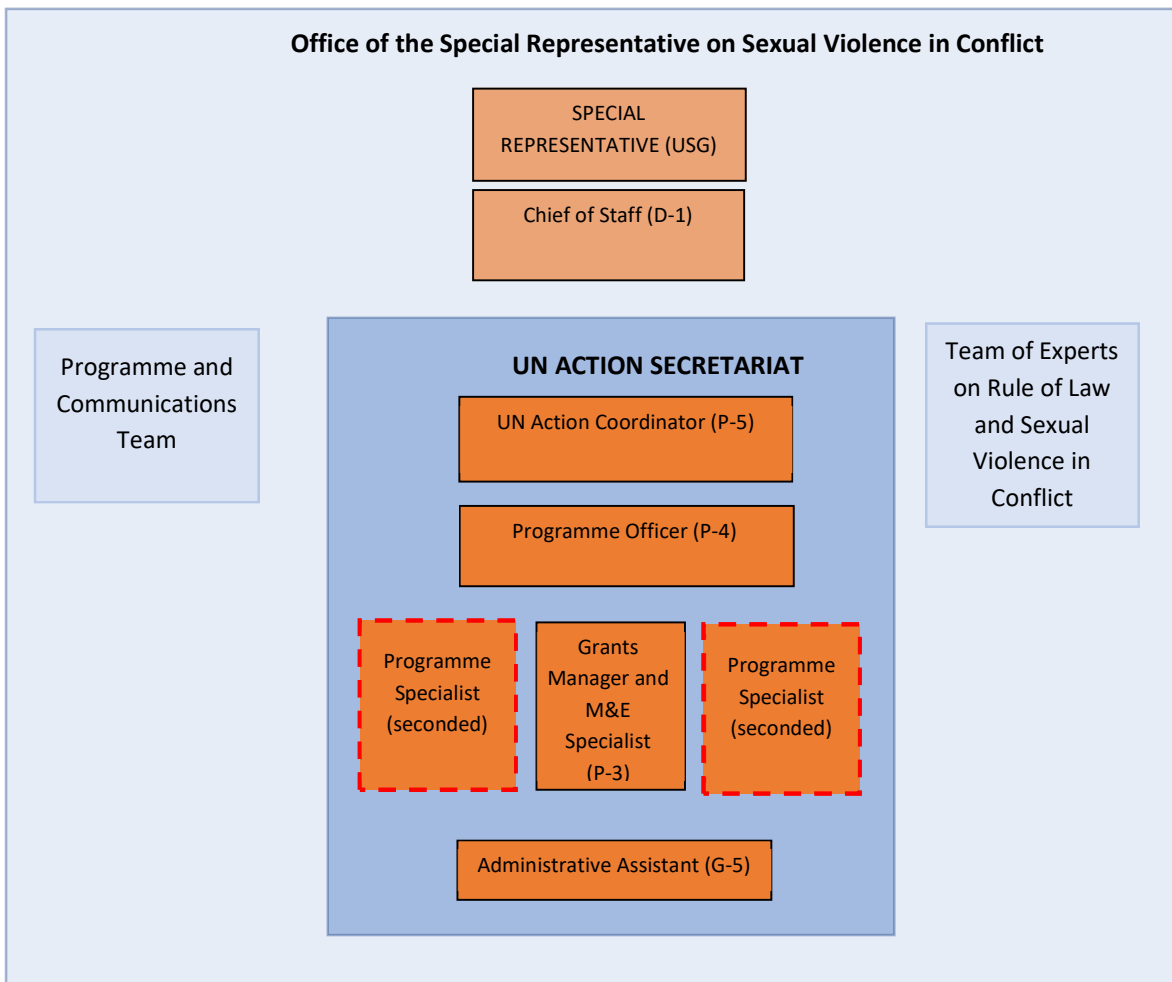 Office of the Special Representative on Sexual Violence in Conflict
SPECIAL
REPRESENTATIVE (USG)
Chief of Staff (D-1)
Programme and
Communications
Team
UN ACTION SECRETARIAT
UN Action Coordinator (P-5)
Programme Officer (P-4)
Programme
Specialist
(seconded)
Grants
Manager and
M&E
Specialist
(P-3)
Programme
Specialist
(seconded)
Administrative Assistant (G-5)
Team of Experts
on Rule of Law
and Sexual
Violence in
Conflict